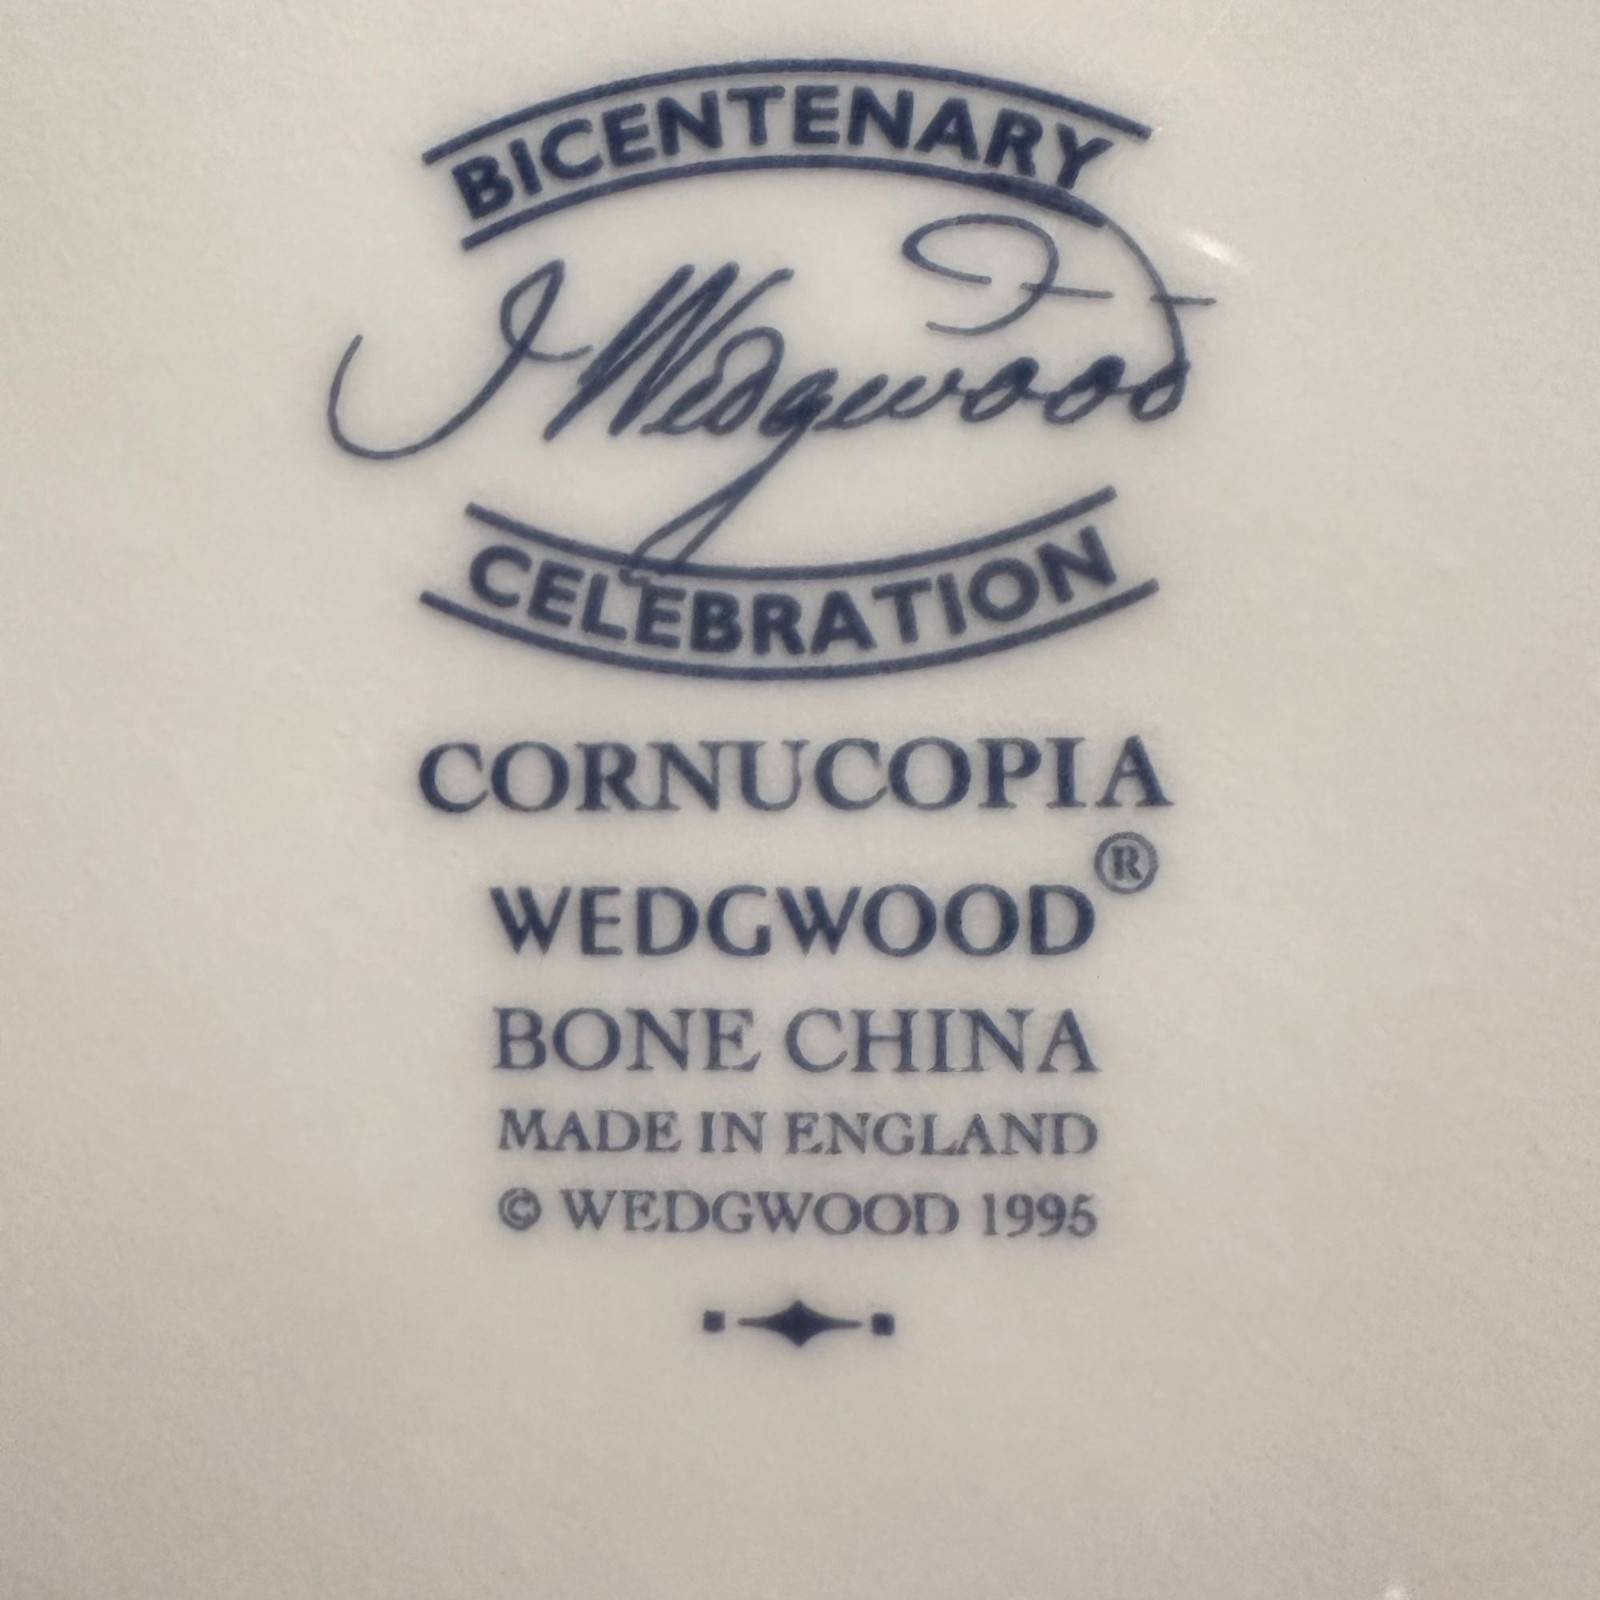 BICENTENARY
J Wedgwood
CELEBRATION
CORNUCOPIA
WEDGWOOD®
BONE CHINA
MADE IN ENGLAND
© WEDGWOOD 1995